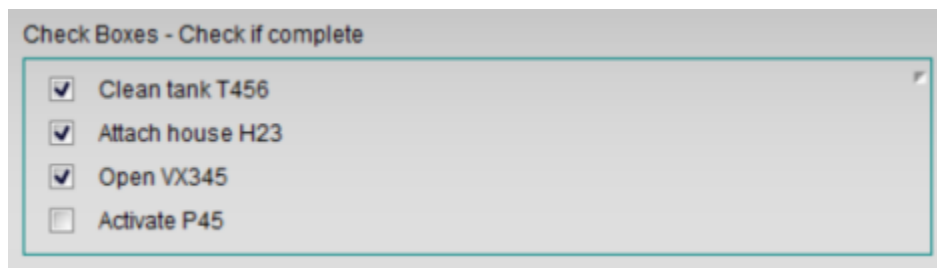 Check Boxes - Check if complete
Clean tank T456
Attach house H23
Open VX345
Activate P45